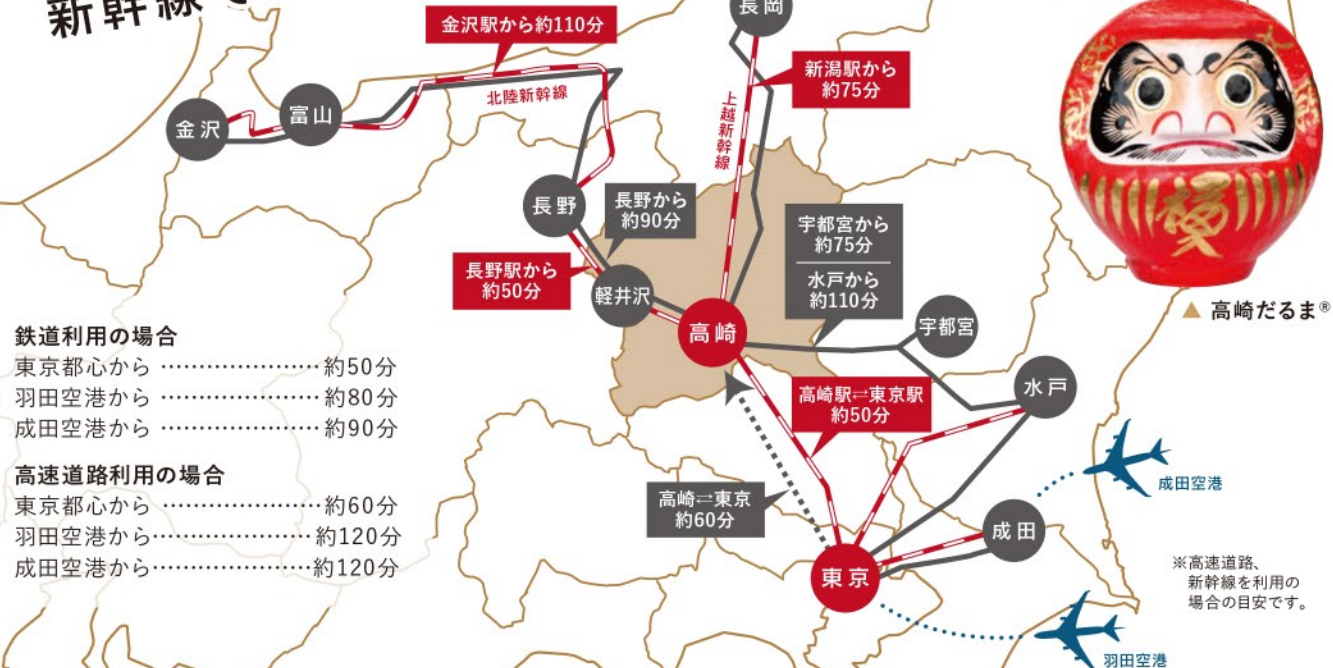 新幹線で
金沢駅から約110分
長岡
新潟駅から
約75分
北陸新幹線
上越新幹線
金沢
富山
長野
長野から
約90分
長野駅から
約50分
軽井沢
高崎
宇都宮から
約75分
水戸から
約110分
宇都宮
水戸
福
▲ 高崎だるま®
鉄道利用の場合
東京都心から …………………約50分
羽田空港から …………………約80分
成田空港から …………………約90分
高速道路利用の場合
東京都心から …………………約60分
羽田空港から…………………約120分
成田空港から…………………約120分
高崎駅⇌東京駅
約50分
高崎⇌東京
約60分
成田空港
成田
東京
羽田空港
※高速道路、
新幹線を利用の
場合の目安です。